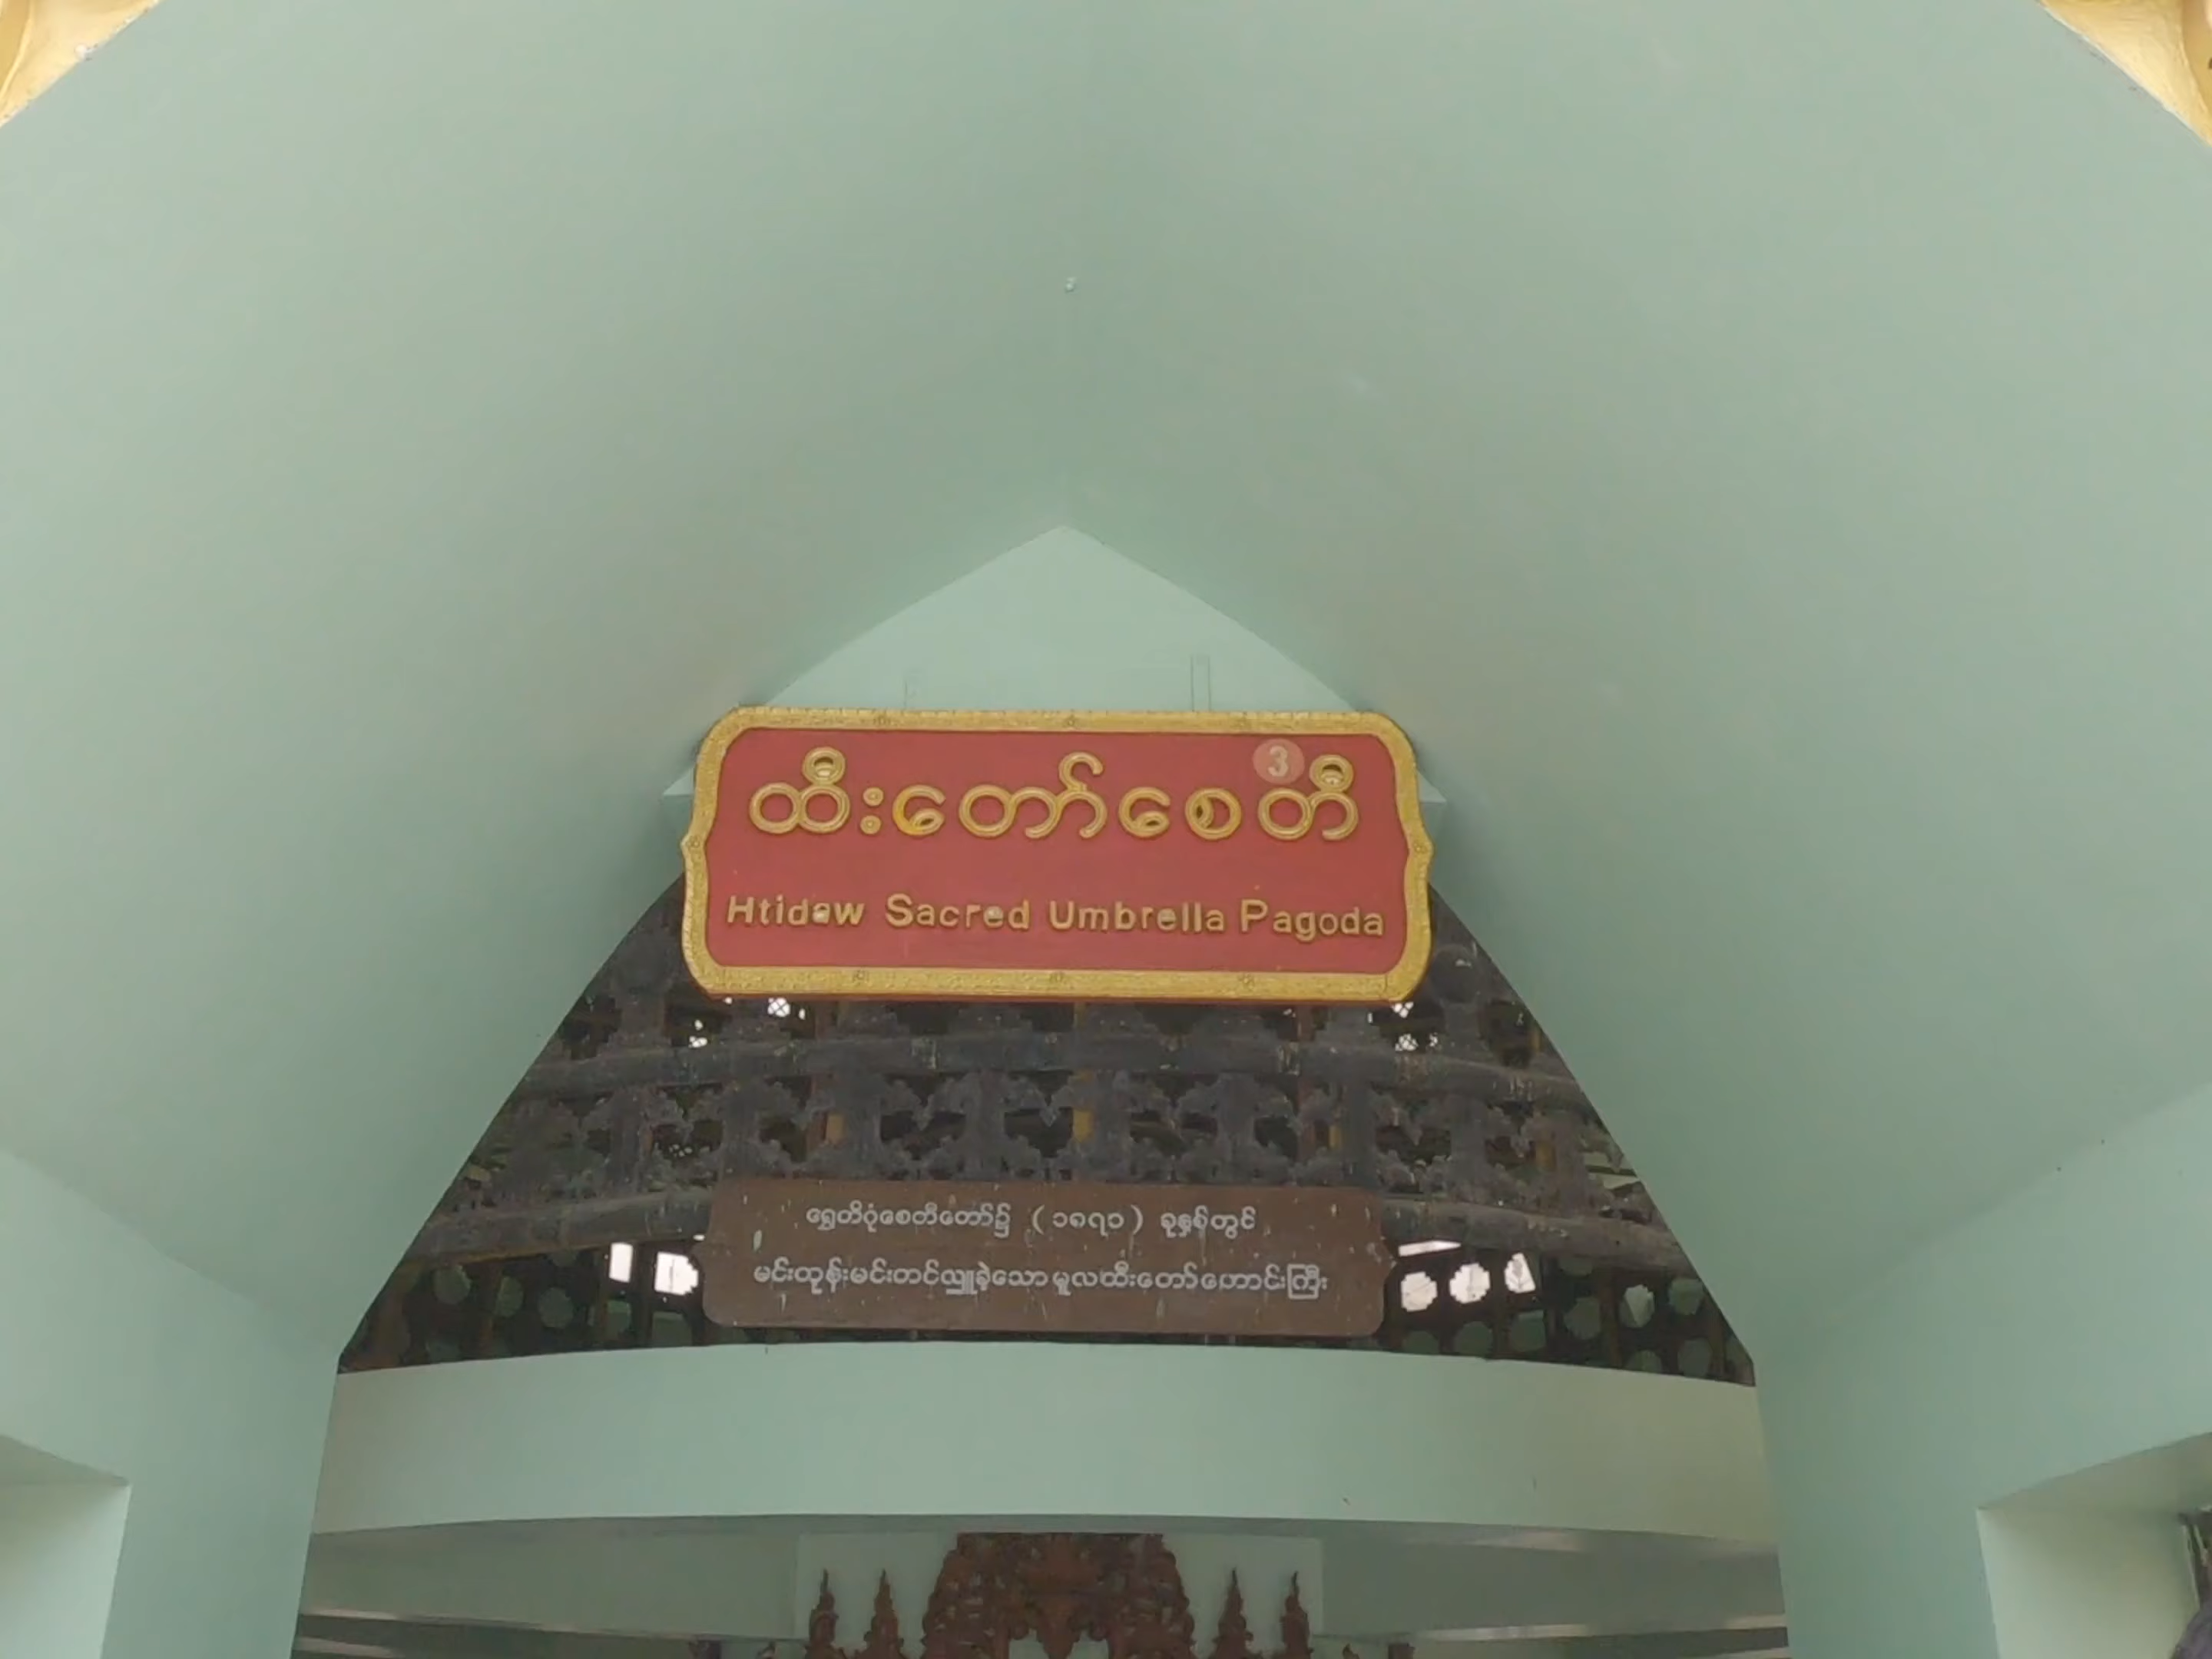 ထီးတော်စေတီ
3
Htidaw Sacred Umbrella Pagoda
ရွှေတိဂုံစေတီတော်၌ (၁၈၇၁) ခုနှစ်တွင်
မင်းတုန်းမင်းတင်လှူခဲ့သော မူလထီးတော်ဟောင်းကြီး